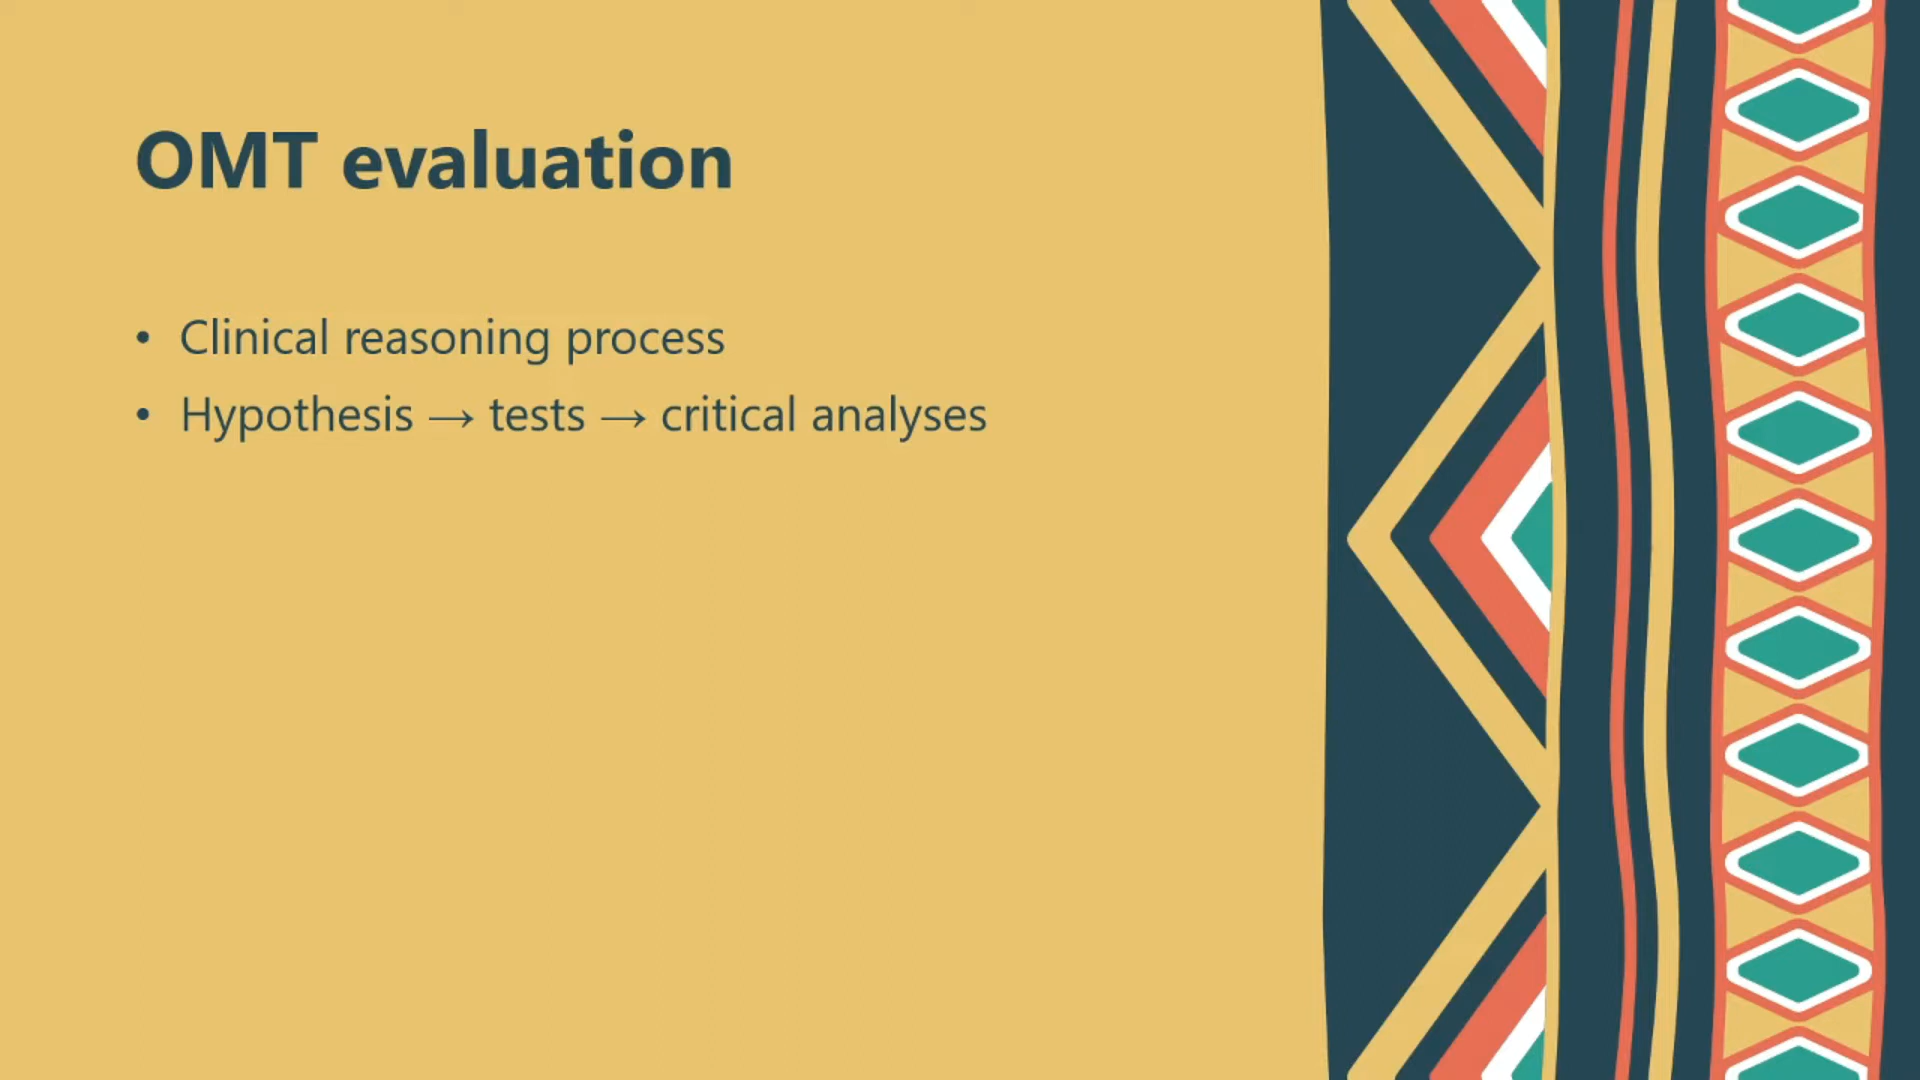 OMT evaluation
• Clinical reasoning process
• Hypothesis → tests → critical analyses